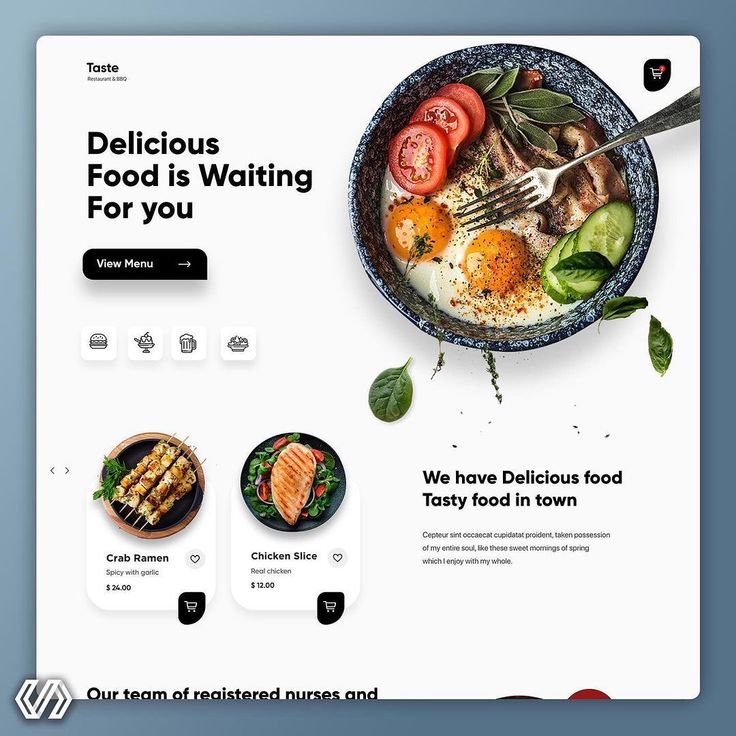 Taste
Restaurant & BBQ
2
Delicious
Food is Waiting
For you
View Menu
We have Delicious food
Tasty food in town
Cepteur sint occaecat cupidatat proident, taken possession
of my entire soul, like these sweet mornings of spring
which I enjoy with my whole.
Crab Ramen
Spicy with garlic
$ 24.00
Chicken Slice
Real chicken
$ 12.00
Our team of registered nurses and